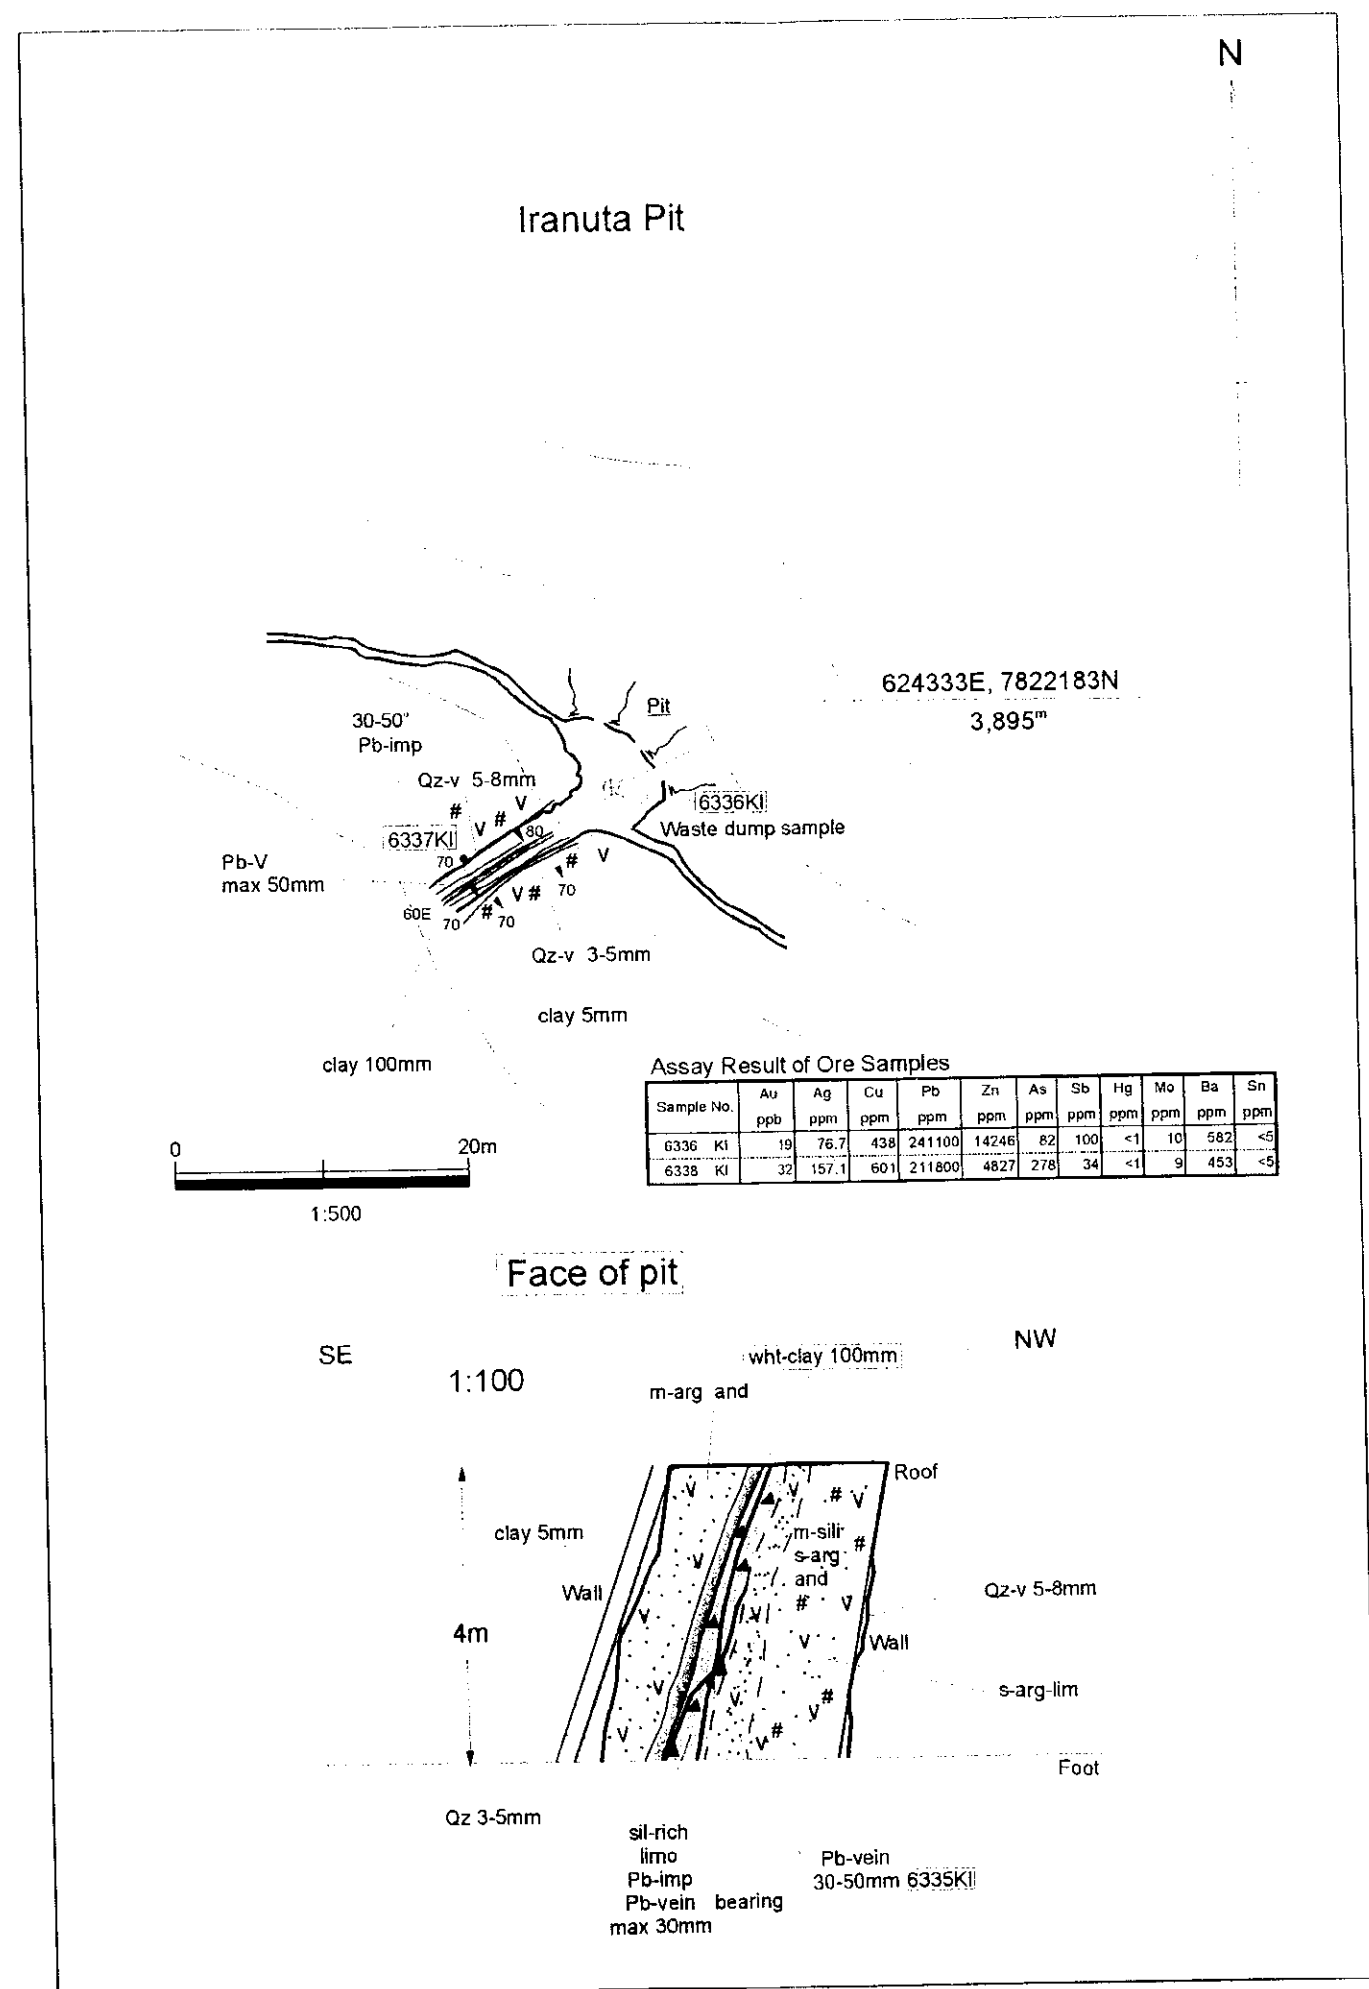 N
Iranuta Pit
624333E, 7822183N
3,895m
Pit
30-50"
Pb-imp
Qz-v 5-8mm
# V # V
6336KI
Waste dump sample
6337KI
80
70
Pb-V
max 50mm
# V
V #
70
60E
70
# 70
Qz-v 3-5mm
clay 5mm
clay 100mm
Assay Result of Ore Samples
Sample No. Au ppb Ag ppm Cu ppm Pb ppm Zn ppm As ppm Sb ppm Hg ppm Mo ppm Ba ppm Sn ppm
6336 KI 19 76.7 438 241100 14246 82 100 <1 10 582 <5
6338 KI 32 157.1 601 211800 4827 278 34 <1 9 453 <5
0 20m
1:500
Face of pit
SE NW
wht-clay 100mm
1:100
m-arg and
Roof
clay 5mm
m-sili
s-arg
and
Wall
Qz-v 5-8mm
4m
Wall
s-arg-lim
Foot
Qz 3-5mm
sil-rich
limo
Pb-imp
Pb-vein bearing
max 30mm
Pb-vein
30-50mm 6335KI